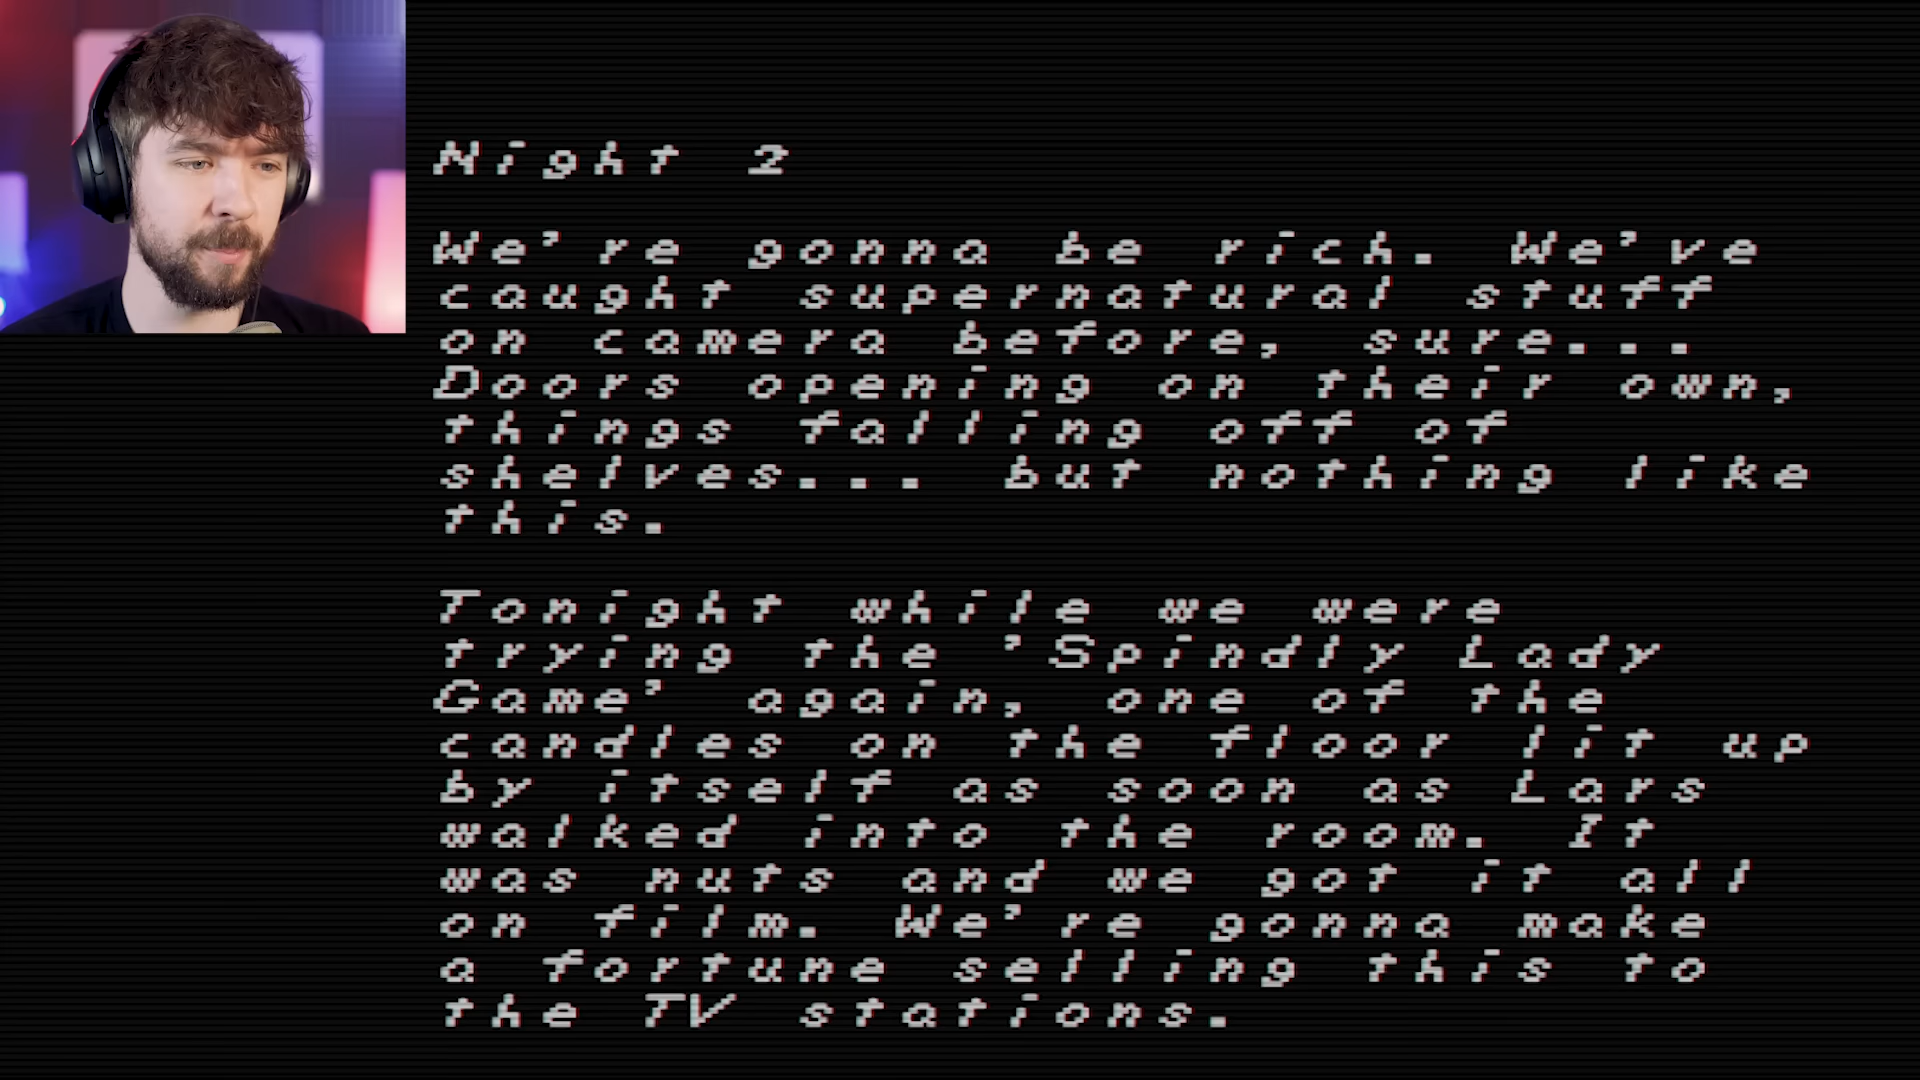 Night 2
We're gonna be rich. We've
caught supernatural stuff
on camera before, sure...
Doors opening on their own,
things falling off of
shelves... but nothing like
this.
Tonight while we were
trying the 'Spindly Lady
Game' again, one of the
candles on the floor lit up
by itself as soon as Lars
walked into the room. It
was nuts and we got it all
on film. We're gonna make
a fortune selling this to
the TV stations.